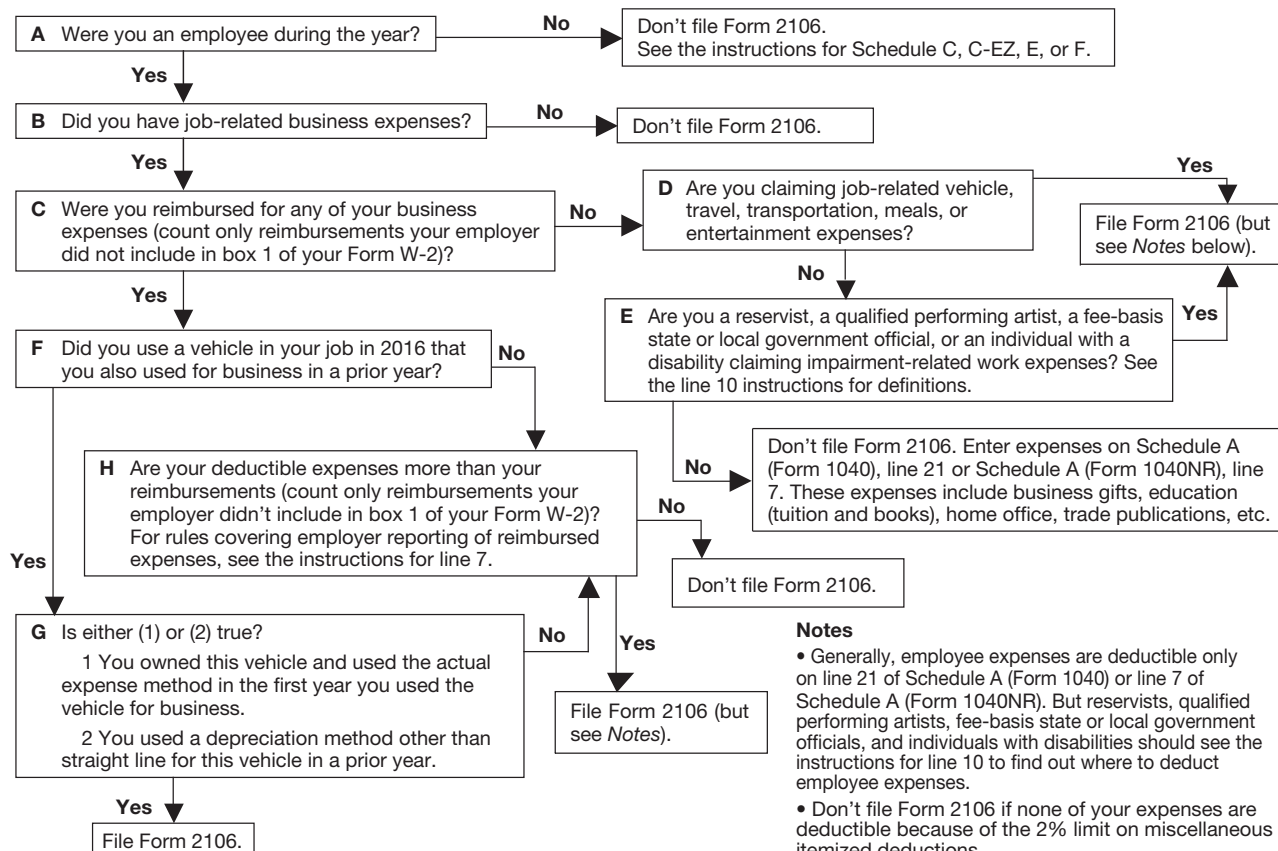 A Were you an employee during the year?
No
Don't file Form 2106.
See the instructions for Schedule C, C-EZ, E, or F.
Yes
B Did you have job-related business expenses?
No
Don't file Form 2106.
Yes
C Were you reimbursed for any of your business
expenses (count only reimbursements your employer
did not include in box 1 of your Form W-2)?
No
D Are you claiming job-related vehicle,
travel, transportation, meals, or
entertainment expenses?
Yes
File Form 2106 (but
see Notes below).
No
Yes
E Are you a reservist, a qualified performing artist, a fee-basis
state or local government official, or an individual with a
disability claiming impairment-related work expenses? See
the line 10 instructions for definitions.
Yes
F Did you use a vehicle in your job in 2016 that
you also used for business in a prior year?
No
No
Don't file Form 2106. Enter expenses on Schedule A
(Form 1040), line 21 or Schedule A (Form 1040NR), line
7. These expenses include business gifts, education
(tuition and books), home office, trade publications, etc.
H Are your deductible expenses more than your
reimbursements (count only reimbursements your
employer didn't include in box 1 of your Form W-2)?
For rules covering employer reporting of reimbursed
expenses, see the instructions for line 7.
No
Don't file Form 2106.
Yes
G Is either (1) or (2) true?
1 You owned this vehicle and used the actual
expense method in the first year you used the
vehicle for business.
2 You used a depreciation method other than
straight line for this vehicle in a prior year.
No
Yes
File Form 2106 (but
see Notes).
Yes
File Form 2106.
Notes
• Generally, employee expenses are deductible only
on line 21 of Schedule A (Form 1040) or line 7 of
Schedule A (Form 1040NR). But reservists, qualified
performing artists, fee-basis state or local government
officials, and individuals with disabilities should see the
instructions for line 10 to find out where to deduct
employee expenses.
• Don't file Form 2106 if none of your expenses are
deductible because of the 2% limit on miscellaneous
itemized deductions